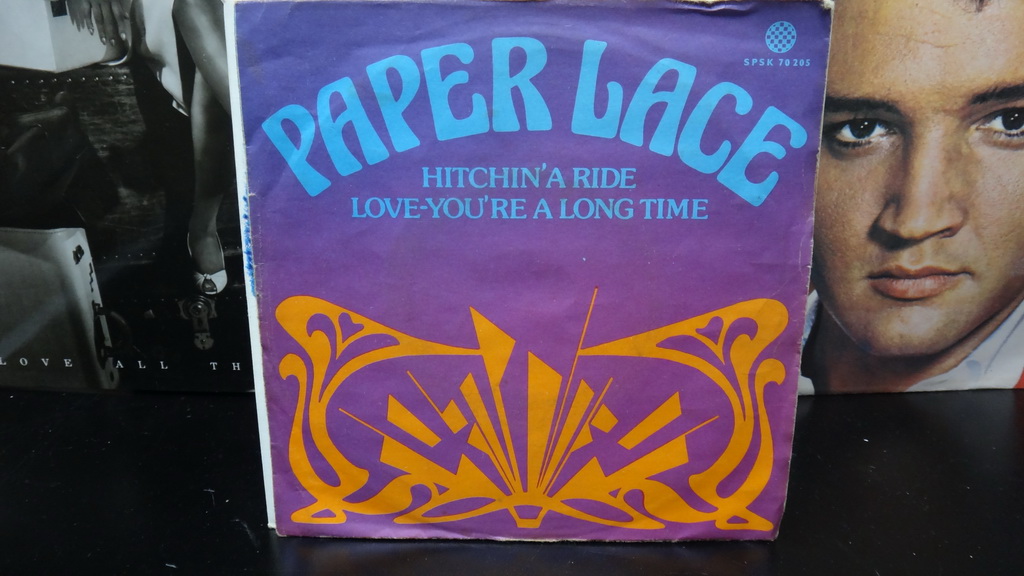 SPSK 70205
PAPER LACE
HITCHIN'A RIDE
LOVE-YOU'RE A LONG TIME
LOVE ALL TH